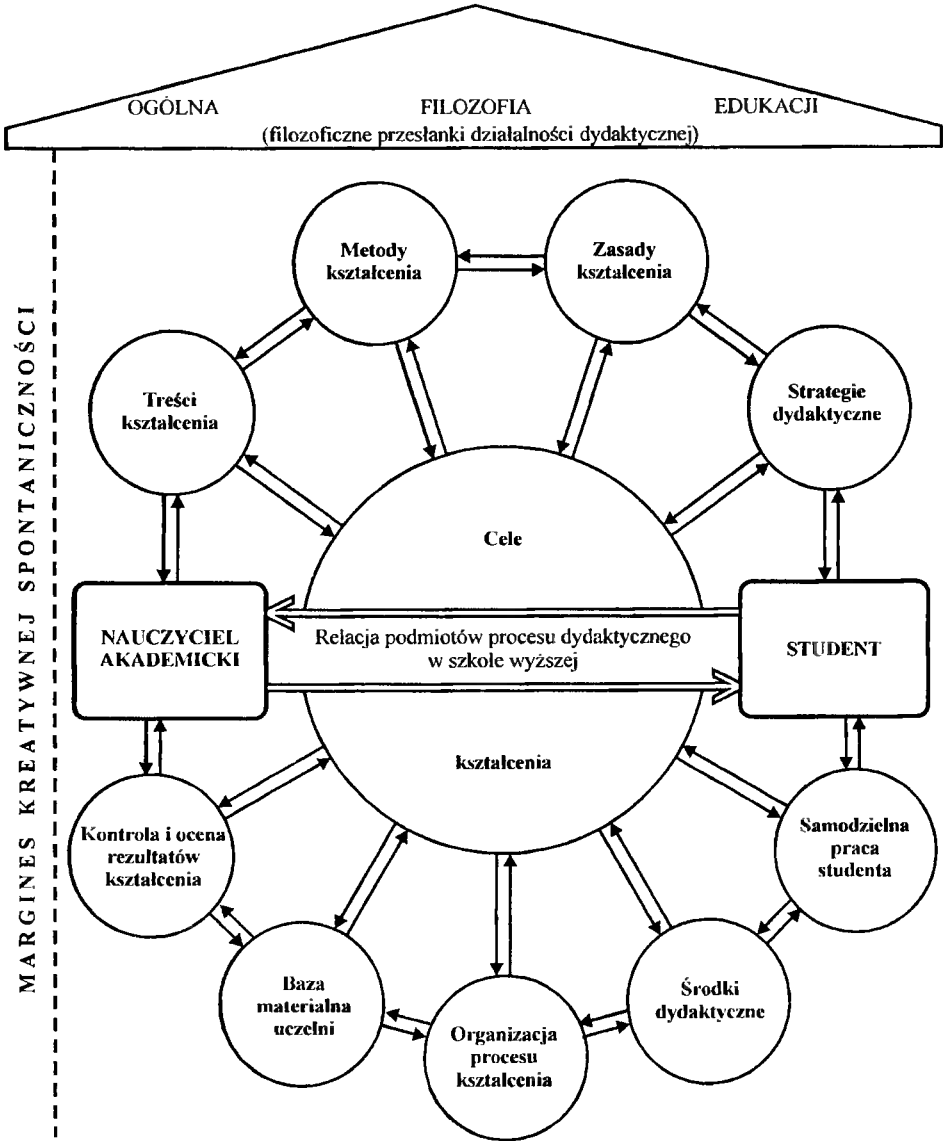 OGÓLNA FILOZOFIA EDUKACJI
(filozoficzne przesłanki działalności dydaktycznej)
MARGINES KREATYWNEJ SPONTANICZNOŚCI
Metody
kształcenia
Zasady
kształcenia
Treści
kształcenia
Strategie
dydaktyczne
Cele
NAUCZYCIEL
AKADEMICKI
Relacja podmiotów procesu dydaktycznego
w szkole wyższej
STUDENT
kształcenia
Kontrola i ocena
rezultatów
kształcenia
Samodzielna
praca
studenta
Baza
materialna
uczelni
Środki
dydaktyczne
Organizacja
procesu
kształcenia